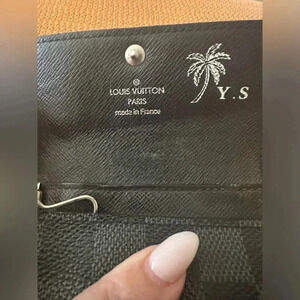 ®
LOUIS VUITTON
PARIS
made in France
Y.S